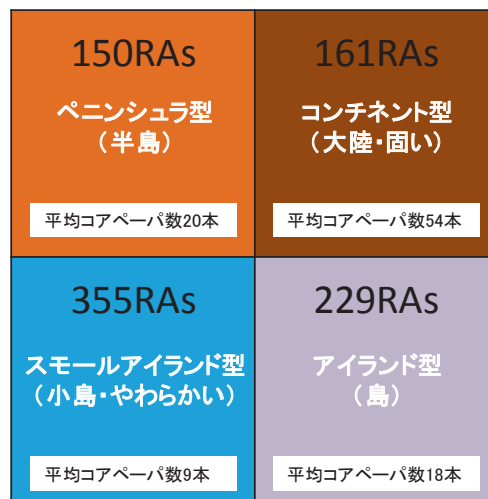 150RAs
ペニンシュラ型
（半島）
平均コアペーパ数20本
161RAs
コンチネント型
（大陸・固い）
平均コアペーパ数54本
355RAs
スモールアイランド型
（小島・やわらかい）
平均コアペーパ数9本
229RAs
アイランド型
（島）
平均コアペーパ数18本